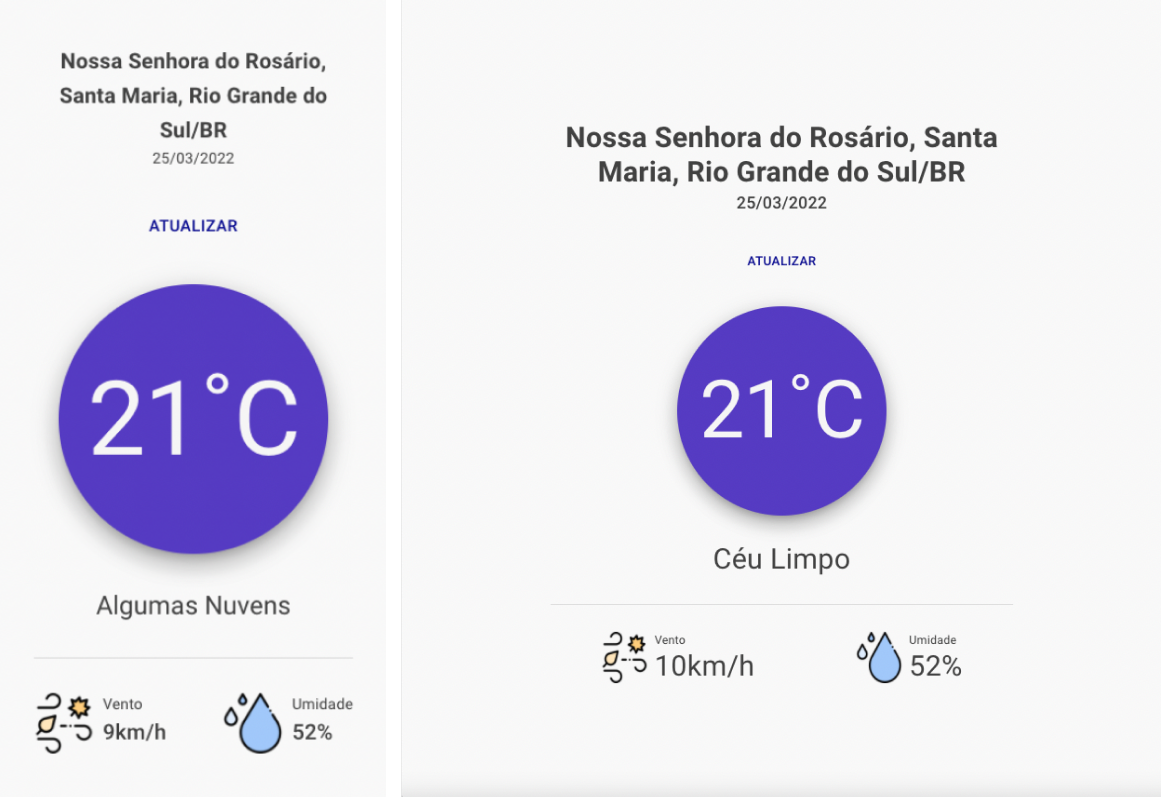 Nossa Senhora do Rosário,
Santa Maria, Rio Grande do
Sul/BR
25/03/2022
ATUALIZAR
21°C
Algumas Nuvens
Vento
9km/h
Umidade
52%
Nossa Senhora do Rosário, Santa
Maria, Rio Grande do Sul/BR
25/03/2022
ATUALIZAR
21°C
Céu Limpo
Vento
10km/h
Umidade
52%